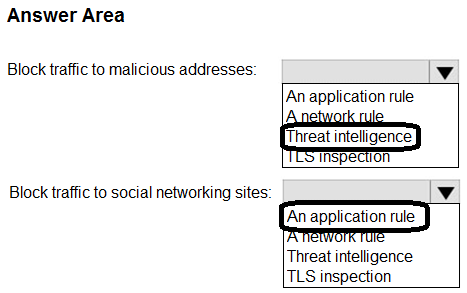 Answer Area
Block traffic to malicious addresses:
An application rule
A network rule
Threat intelligence
TLS inspection
Block traffic to social networking sites:
An application rule
A network rule
Threat intelligence
TLS inspection